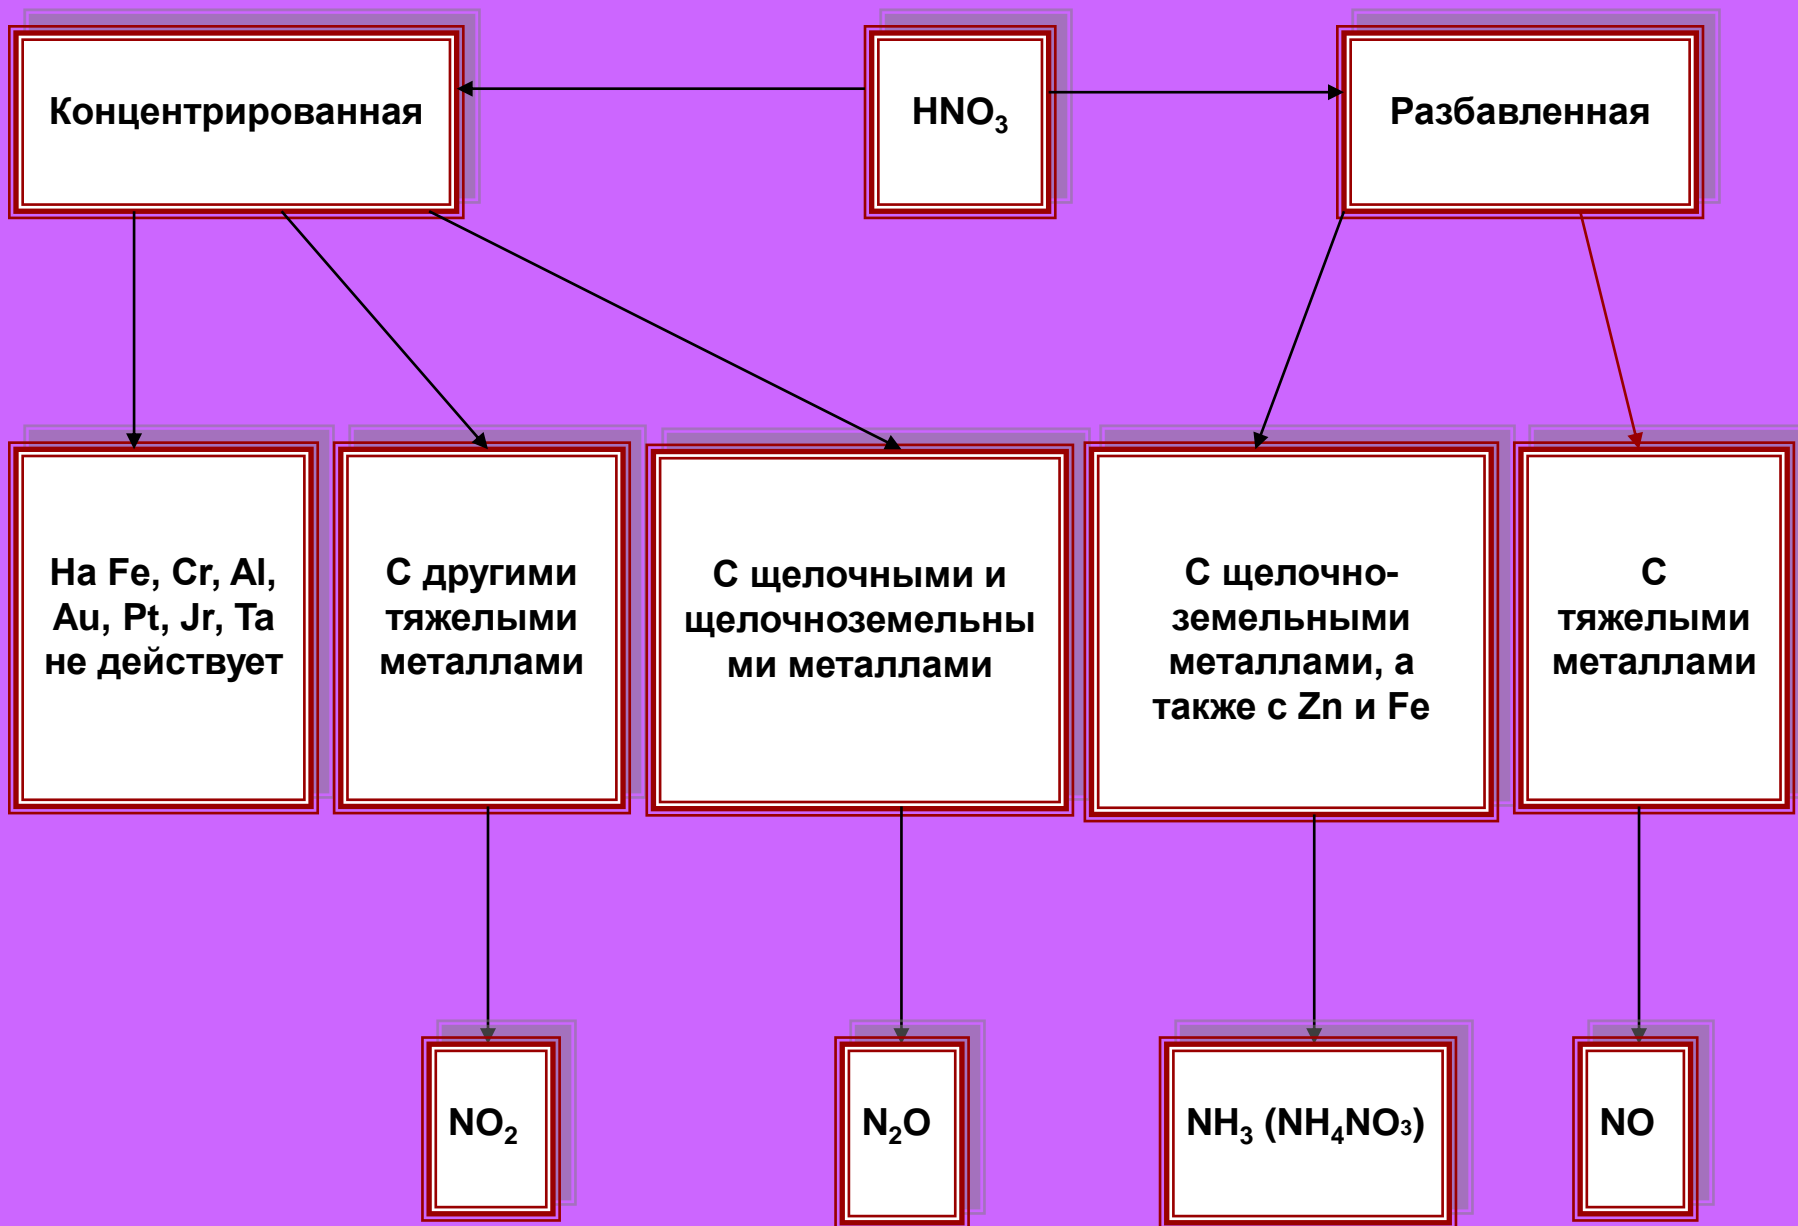 Концентрированная
HNO₃
Разбавленная
На Fe, Cr, Al,
Au, Pt, Jr, Ta
не действует
С другими
тяжелыми
металлами
С щелочными и
щелочноземельны
ми металлами
С щелочно-
земельными
металлами, а
также с Zn и Fe
С
тяжелыми
металлами
NO₂
N₂O
NH₃ (NH₄NO₃)
NO